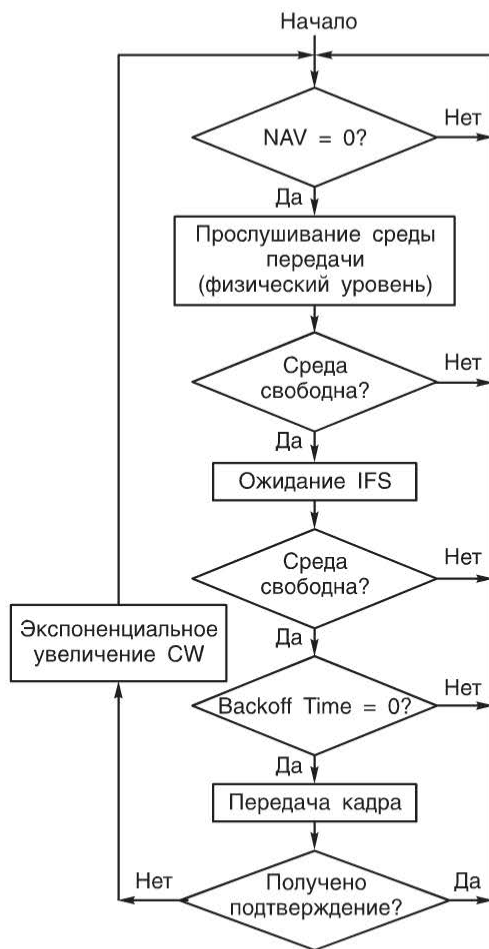 Начало
NAV = 0?
Нет
Да
Прослушивание среды
передачи
(физический уровень)
Среда
свободна?
Нет
Да
Ожидание IFS
Среда
свободна?
Нет
Да
Экспоненциальное
увеличение CW
Backoff Time = 0?
Нет
Да
Передача кадра
Нет
Получено
подтверждение?
Да